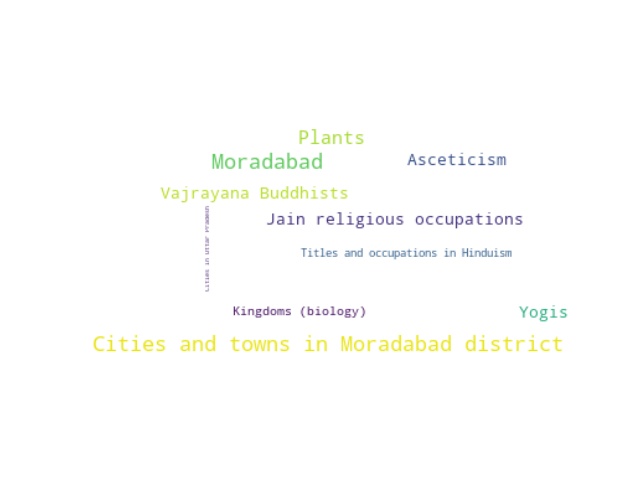 Plants
Moradabad
Asceticism
Vajrayana Buddhists
Jain religious occupations
Cities in Uttar Pradesh
Titles and occupations in Hinduism
Kingdoms (biology)
Yogis
Cities and towns in Moradabad district